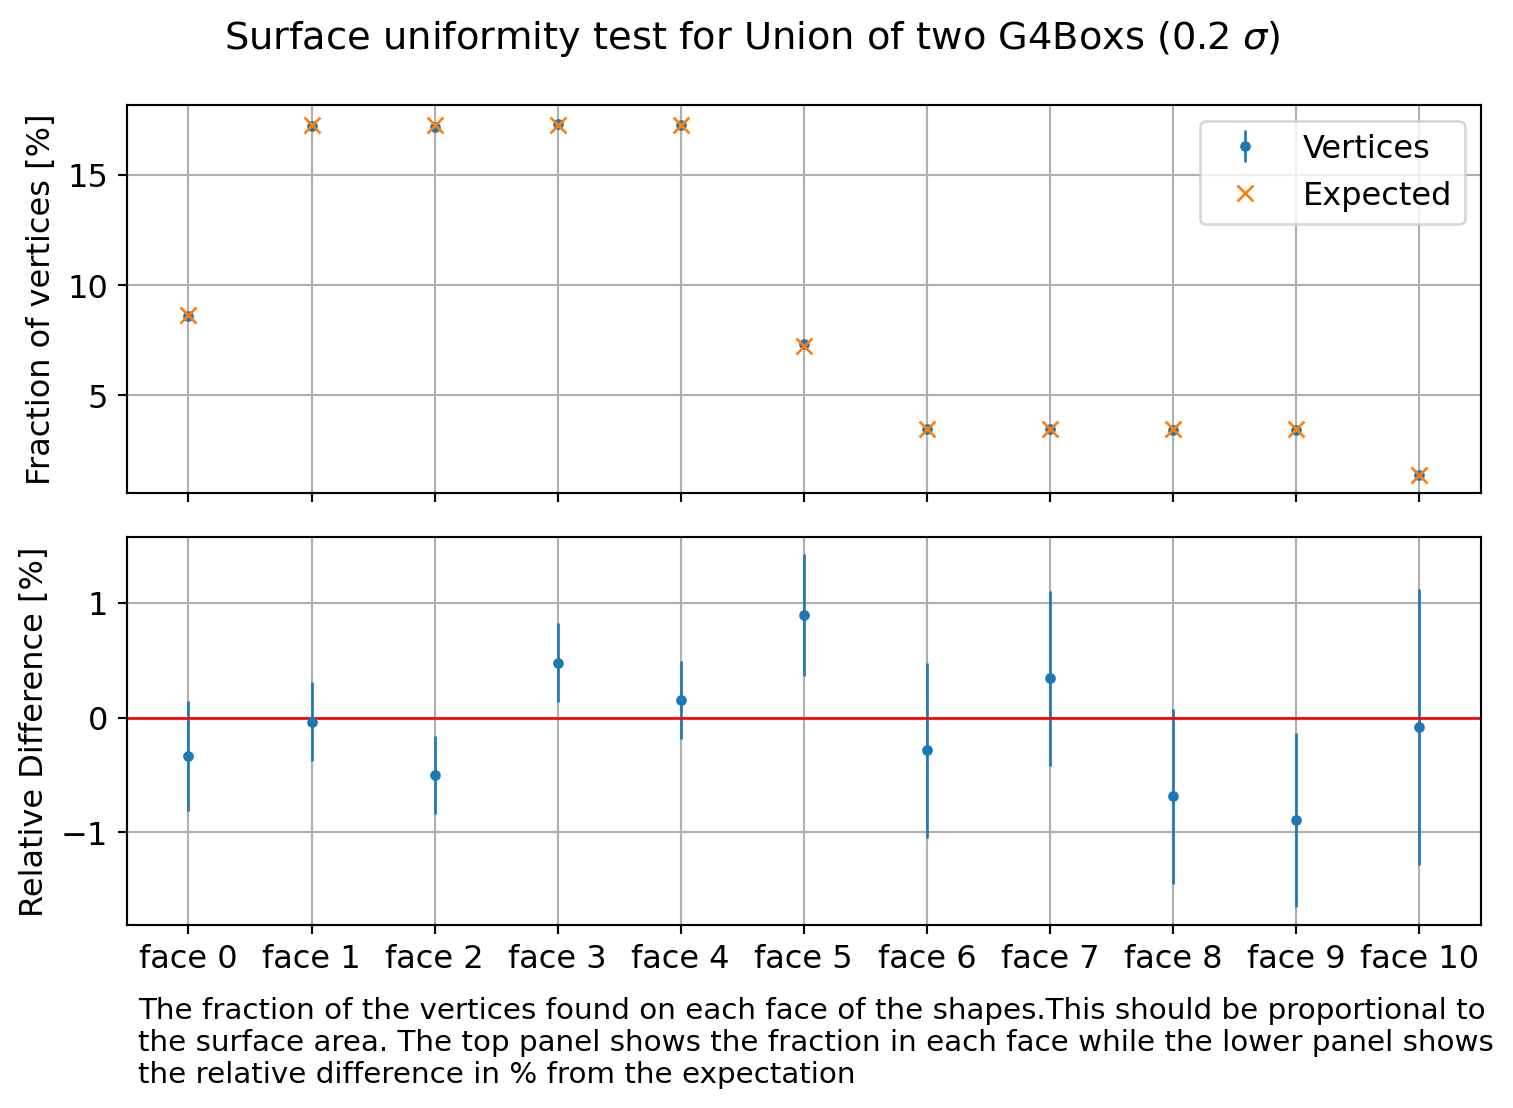 Surface uniformity test for Union of two G4Boxs (0.2 σ)
Fraction of vertices [%]
15
10
5
Vertices
Expected
Relative Difference [%]
1
0
−1
face 0 face 1 face 2 face 3 face 4 face 5 face 6 face 7 face 8 face 9 face 10
The fraction of the vertices found on each face of the shapes.This should be proportional to
the surface area. The top panel shows the fraction in each face while the lower panel shows
the relative difference in % from the expectation